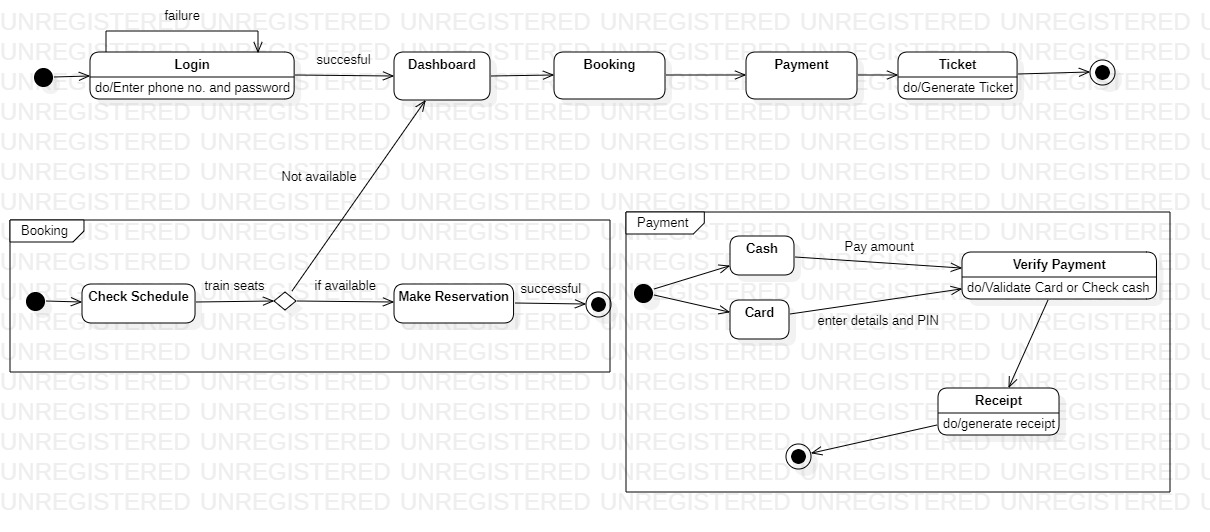 failure
Login
do/Enter phone no. and password
succesful
Dashboard
Booking
Payment
Ticket
do/Generate Ticket
Not available
Booking
Check Schedule
train seats
if available
Make Reservation
successful
Payment
Cash
Pay amount
Card
enter details and PIN
Verify Payment
do/Validate Card or Check cash
Receipt
do/generate receipt
UNREGISTERED UNREGISTERED UNREGISTERED UNREGISTERED UNREGISTERED UNREGISTERED